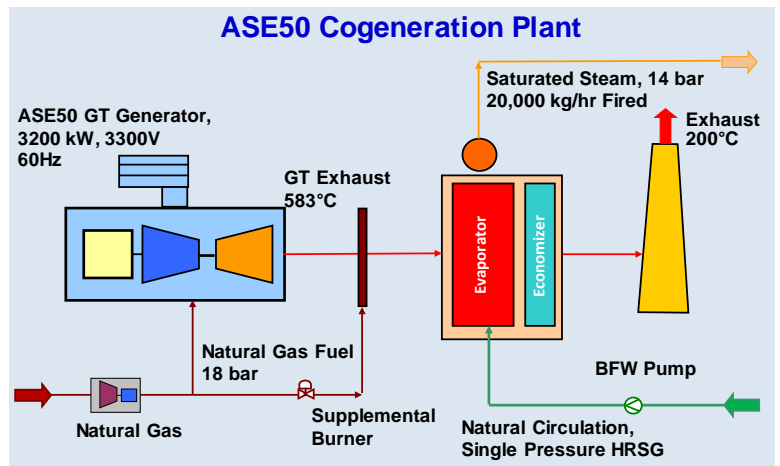 ASE50 Cogeneration Plant
Saturated Steam, 14 bar
20,000 kg/hr Fired
ASE50 GT Generator,
3200 kW, 3300V
60Hz
Exhaust
200°C
GT Exhaust
583°C
Evaporator
Economizer
Natural Gas Fuel
18 bar
BFW Pump
Natural Gas
Supplemental
Burner
Natural Circulation,
Single Pressure HRSG